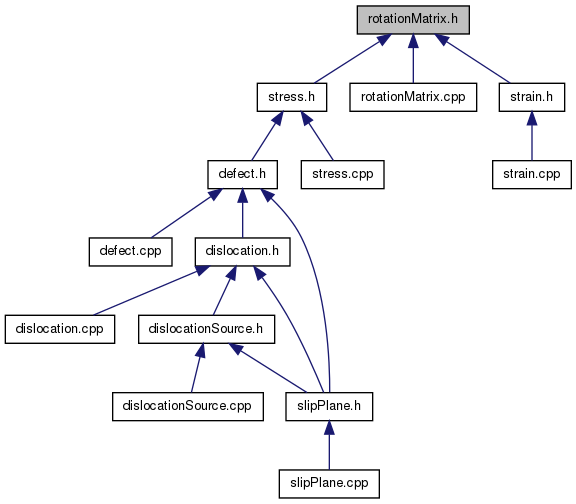 rotationMatrix.h
stress.h
rotationMatrix.cpp
strain.h
defect.h
stress.cpp
strain.cpp
defect.cpp
dislocation.h
dislocation.cpp
dislocationSource.h
dislocationSource.cpp
slipPlane.h
slipPlane.cpp